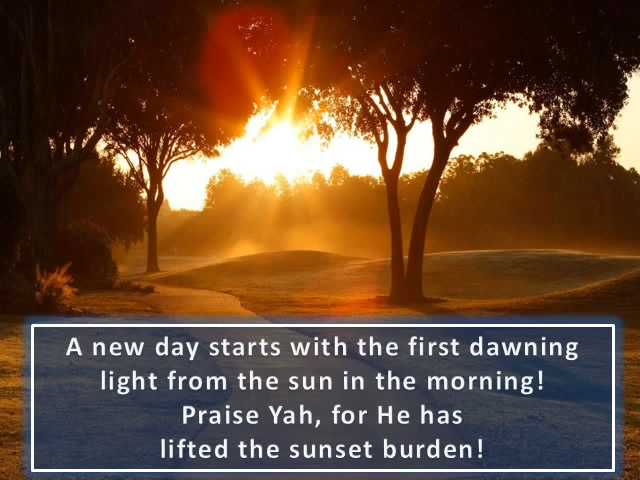 A new day starts with the first dawning
light from the sun in the morning!
Praise Yah, for He has
lifted the sunset burden!